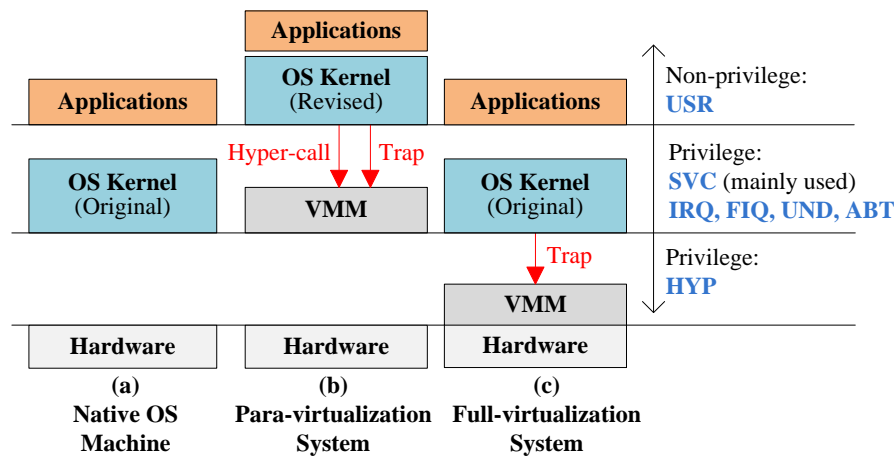 Applications
OS Kernel
(Revised)
Applications
Applications
Non-privilege:
USR
Hyper-call
Trap
OS Kernel
(Original)
VMM
OS Kernel
(Original)
Privilege:
SVC (mainly used)
IRQ, FIQ, UND, ABT
Trap
VMM
Privilege:
HYP
Hardware
Hardware
Hardware
(a)
Native OS
Machine
(b)
Para-virtualization
System
(c)
Full-virtualization
System